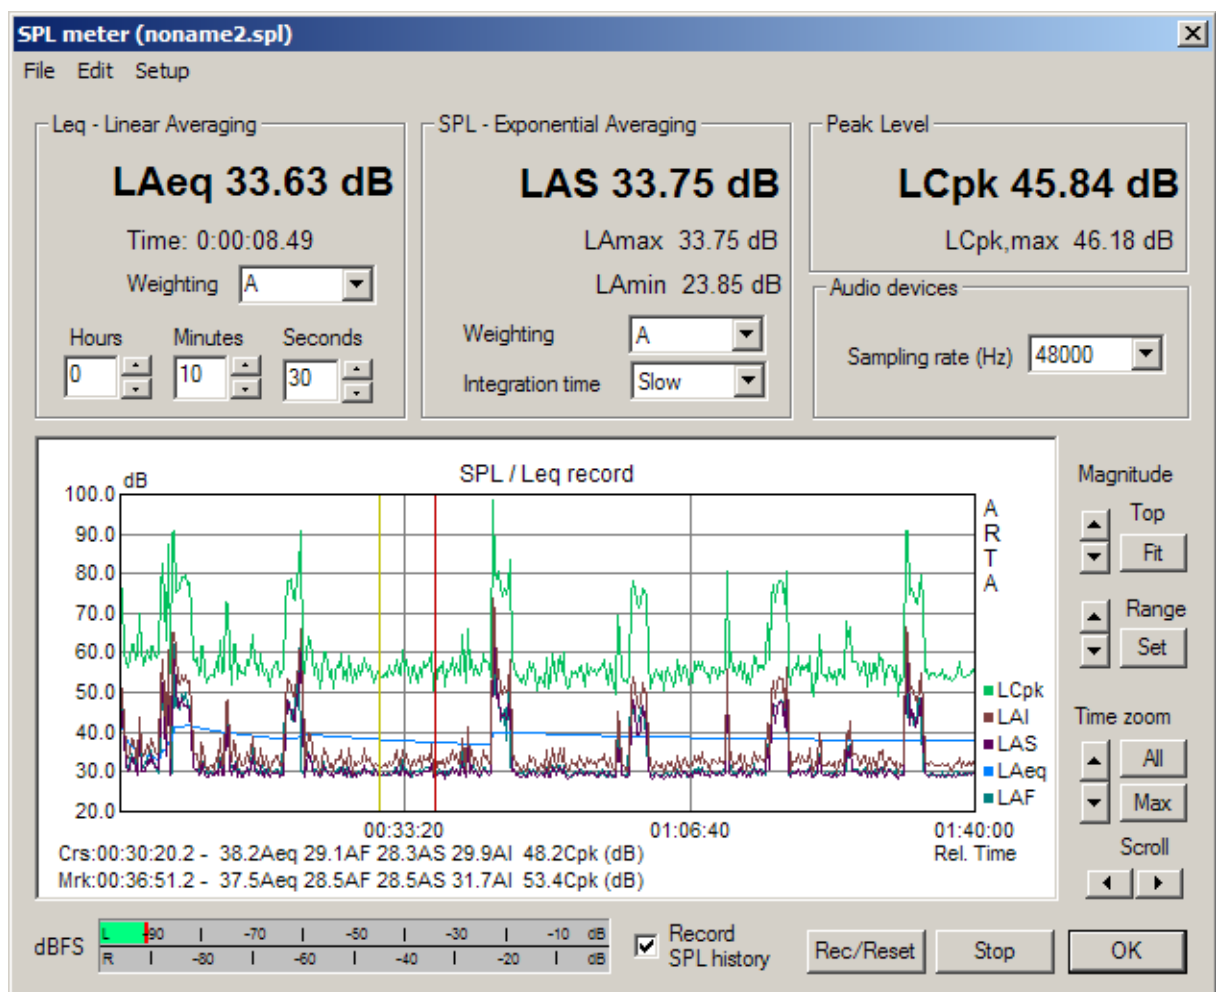 SPL meter (noname2.spl)
File Edit Setup
Leq - Linear Averaging
LAeq 33.63 dB
Time: 0:00:08.49
Weighting A
Hours Minutes Seconds
0 10 30
SPL - Exponential Averaging
LAS 33.75 dB
LAmax 33.75 dB
LAmin 23.85 dB
Weighting A
Integration time Slow
Peak Level
LCpk 45.84 dB
LCpk,max 46.18 dB
Audio devices
Sampling rate (Hz) 48000
SPL / Leq record
dB
100.0
90.0
80.0
70.0
60.0
50.0
40.0
30.0
20.0
A
R
T
A
LCpk
LAI
LAS
LAeq
LAF
00:33:20 01:06:40 01:40:00
Rel. Time
Crs:00:30:20.2 - 38.2Aeq 29.1AF 28.3AS 29.9AI 48.2Cpk (dB)
Mrk:00:36:51.2 - 37.5Aeq 28.5AF 28.5AS 31.7AI 53.4Cpk (dB)
Magnitude
Top
Fit
Range
Set
Time zoom
All
Max
Scroll
dBFS
L -90 | -70 | -50 | -30 | -10 dB
R | -80 | -60 | -40 | -20 | dB
Record
SPL history
Rec/Reset Stop OK